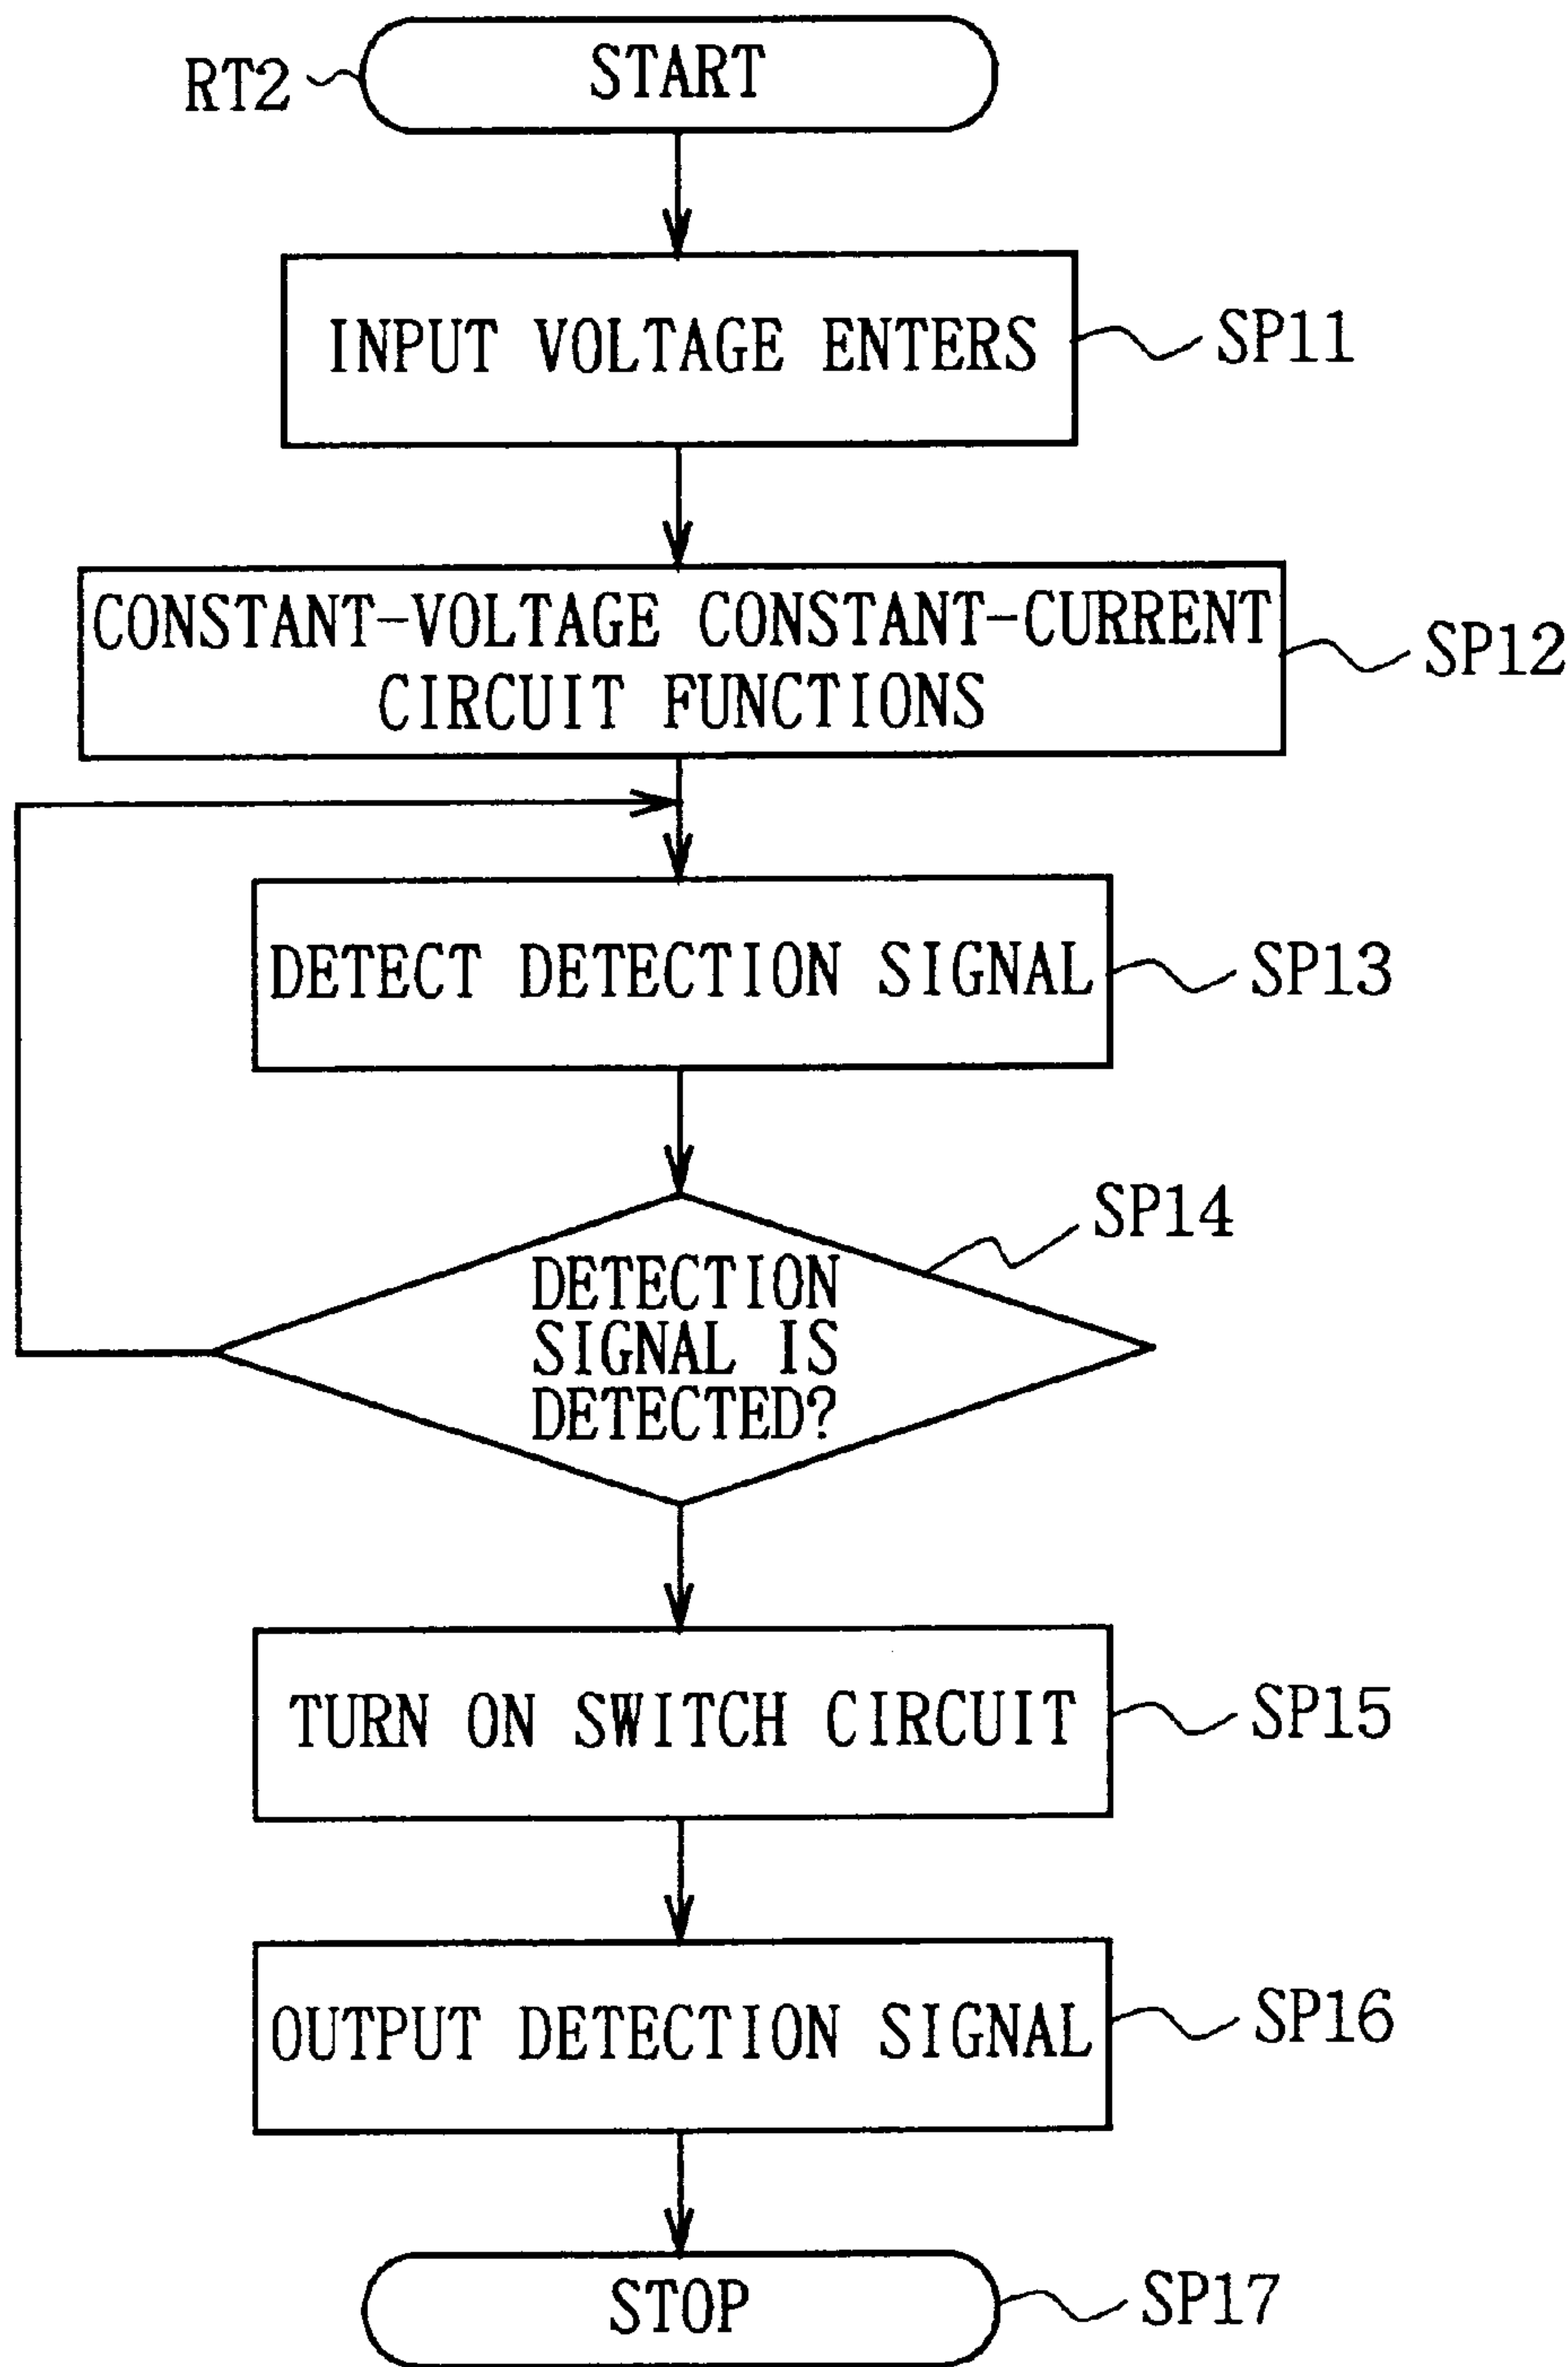 RT2
START
INPUT VOLTAGE ENTERS
SP11
CONSTANT-VOLTAGE CONSTANT-CURRENT
CIRCUIT FUNCTIONS
SP12
DETECT DETECTION SIGNAL
SP13
SP14
DETECTION
SIGNAL IS
DETECTED?
TURN ON SWITCH CIRCUIT
SP15
OUTPUT DETECTION SIGNAL
SP16
STOP
SP17